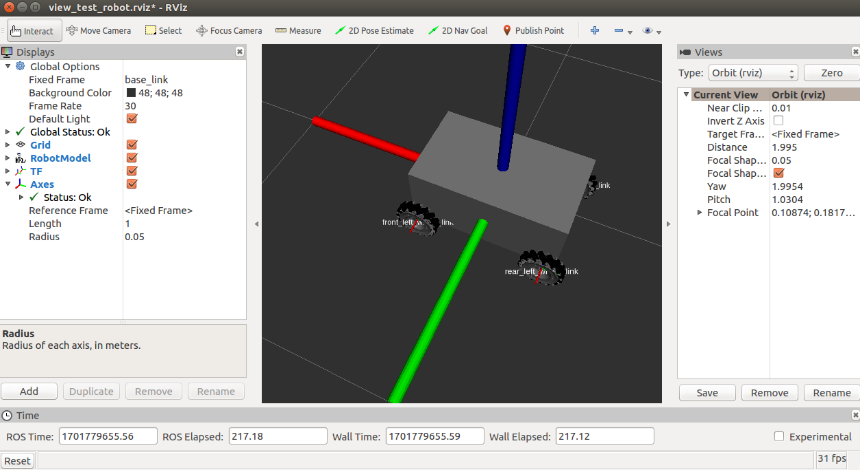 view_test_robot.rviz* - RViz
Interact Move Camera Select Focus Camera Measure 2D Pose Estimate 2D Nav Goal Publish Point
Displays
Global Options
Fixed Frame base_link
Background Color 48; 48; 48
Frame Rate 30
Default Light
Global Status: Ok
Grid
RobotModel
TF
Axes
Status: Ok
Reference Frame <Fixed Frame>
Length 1
Radius 0.05
Radius
Radius of each axis, in meters.
Add Duplicate Remove Rename
link
front_left_ link
rear_left_ link
Views
Type: Orbit (rviz) Zero
Current View Orbit (rviz)
Near Clip ... 0.01
Invert Z Axis
Target Fra... <Fixed Frame>
Distance 1.995
Focal Shap... 0.05
Focal Shap...
Yaw 1.9954
Pitch 1.0304
Focal Point 0.10874; 0.1817...
Save Remove Rename
Time
ROS Time: 1701779655.56 ROS Elapsed: 217.18 Wall Time: 1701779655.59 Wall Elapsed: 217.12 Experimental
Reset 31 fps